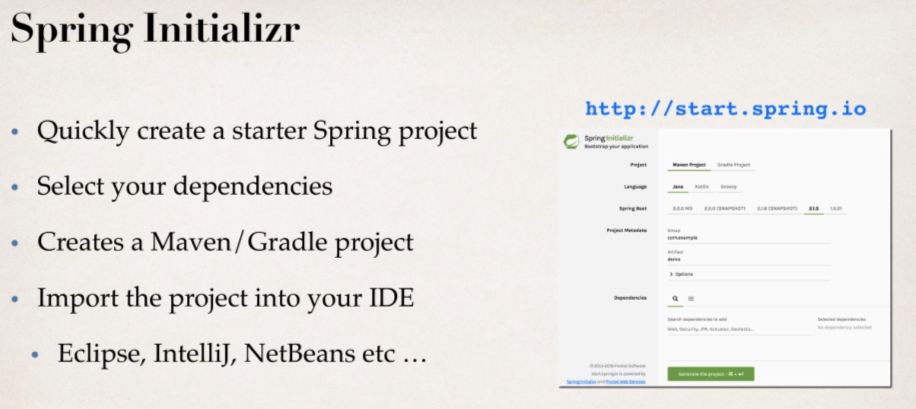 Spring Initializr
Quickly create a starter Spring project
Select your dependencies
Creates a Maven/Gradle project
Import the project into your IDE
Eclipse, IntelliJ, NetBeans etc …
http://start.spring.io
Spring Initializr
Bootstrap your application
Project Maven Project Gradle Project
Language Java Kotlin Groovy
Spring Boot 2.2.0 (SNAPSHOT) 2.1.6 (SNAPSHOT) 2.1.5 1.5.21
Project Metadata
Group
com.example
Artifact
demo
Options
Dependencies
Search dependencies to add Selected dependencies
Web, Security, JPA, Actuator, Devtools... No dependency selected
© 2013-2019 Pivotal Software
start.spring.io is powered by
Spring Initializr and Pivotal Web Services
Generate the project - ⌘ + ↵